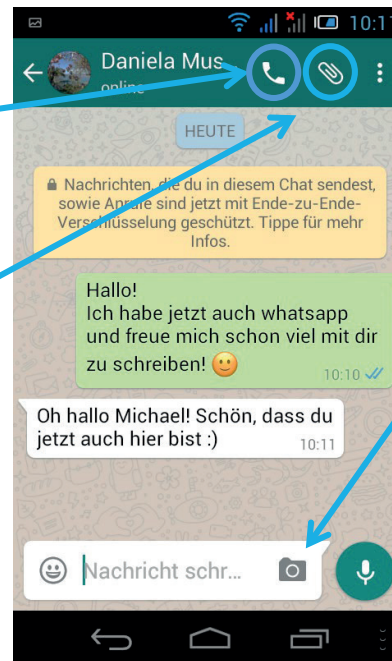 10:1
Daniela Mus
online
HEUTE
Nachrichten, die du in diesem Chat sendest,
sowie Anrufe sind jetzt mit Ende-zu-Ende-
Verschlüsselung geschützt. Tippe für mehr
Infos.
Hallo!
Ich habe jetzt auch whatsapp
und freue mich schon viel mit dir
zu schreiben! 🙂
10:10
Oh hallo Michael! Schön, dass du
jetzt auch hier bist :)
10:11
Nachricht schr...